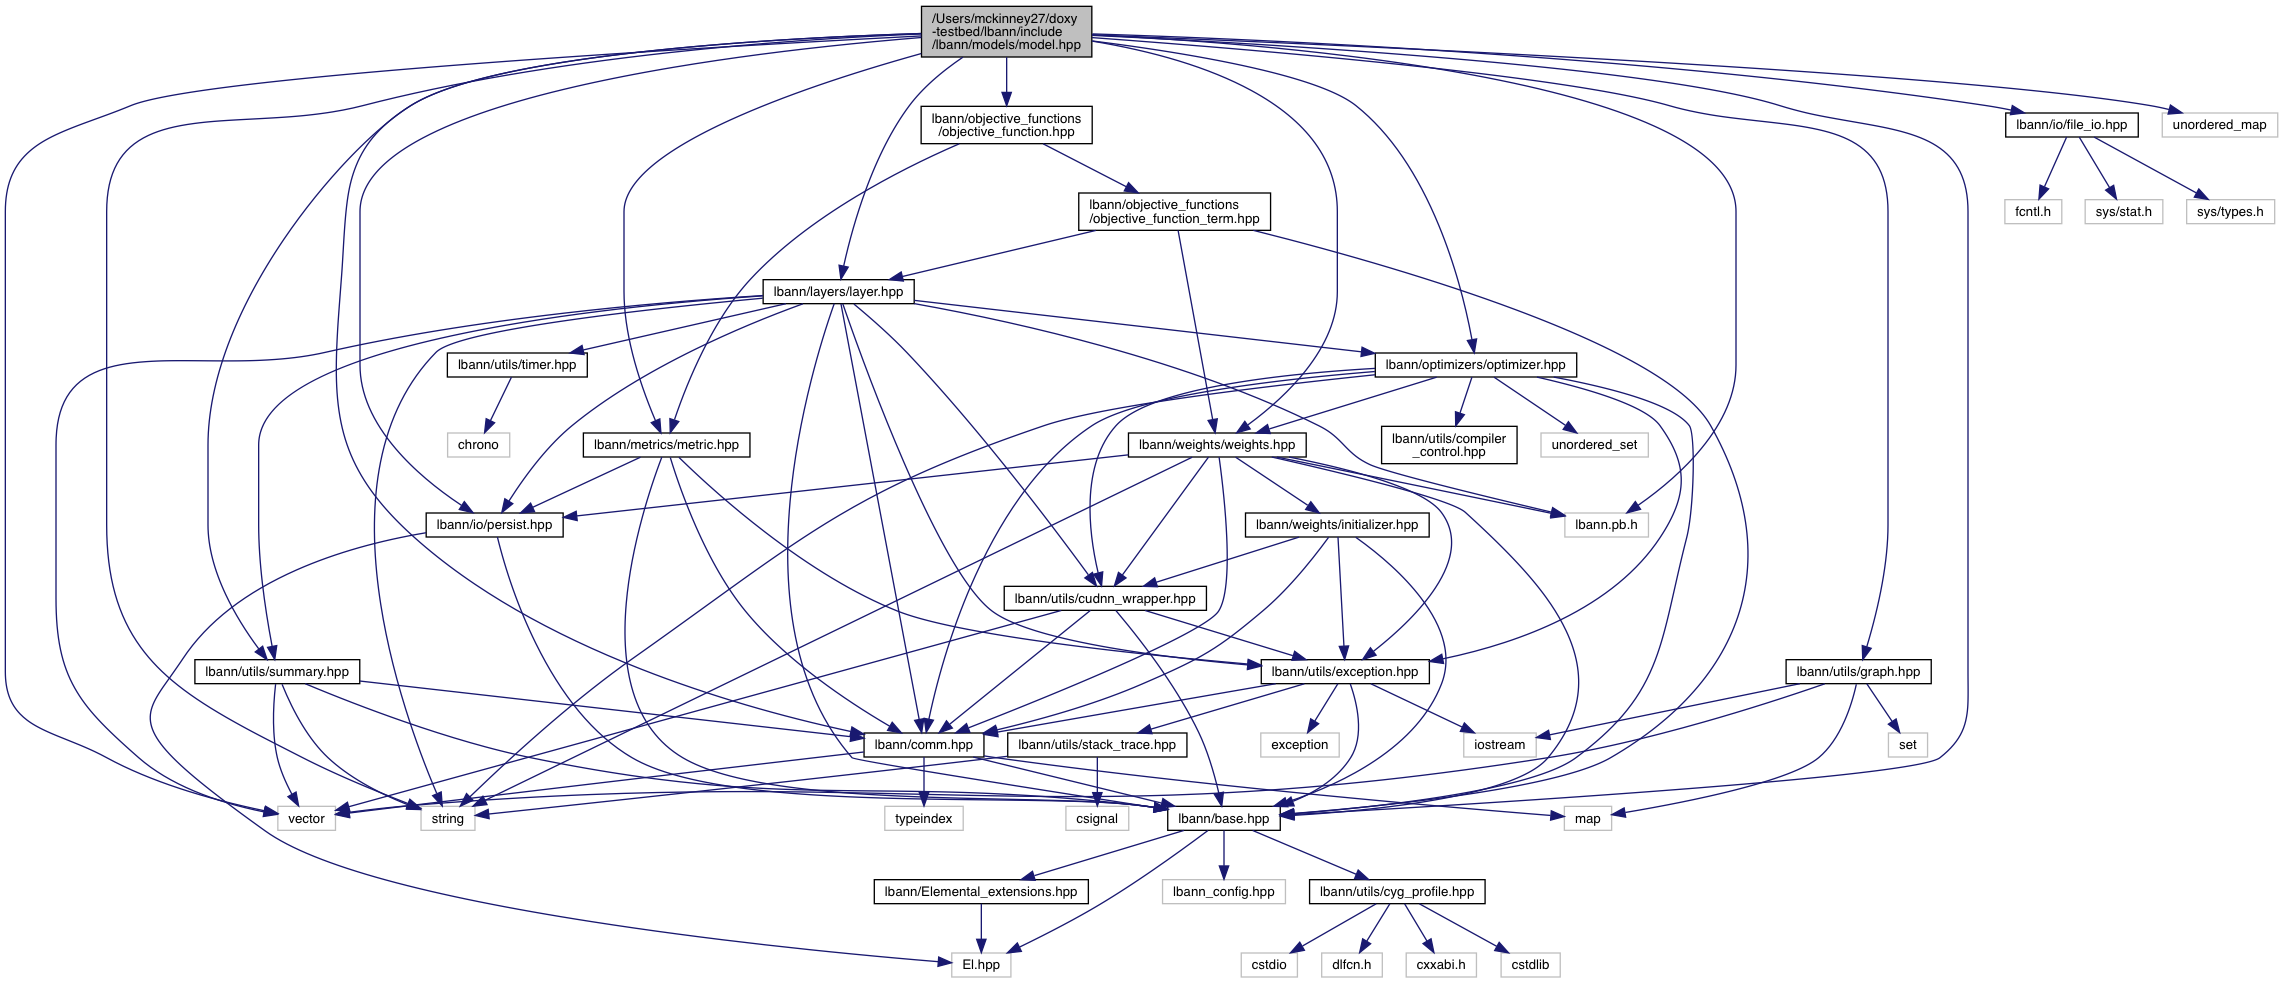 /Users/mckinney27/doxy
-testbed/lbann/include
/lbann/models/model.hpp
lbann/objective_functions
/objective_function.hpp
lbann/io/file_io.hpp
unordered_map
lbann/objective_functions
/objective_function_term.hpp
fcntl.h
sys/stat.h
sys/types.h
lbann/layers/layer.hpp
lbann/utils/timer.hpp
lbann/optimizers/optimizer.hpp
chrono
lbann/metrics/metric.hpp
lbann/weights/weights.hpp
lbann/utils/compiler
_control.hpp
unordered_set
lbann/io/persist.hpp
lbann/weights/initializer.hpp
lbann.pb.h
lbann/utils/cudnn_wrapper.hpp
lbann/utils/summary.hpp
lbann/utils/exception.hpp
lbann/utils/graph.hpp
lbann/comm.hpp
lbann/utils/stack_trace.hpp
exception
iostream
set
vector
string
typeindex
csignal
lbann/base.hpp
map
lbann/Elemental_extensions.hpp
lbann_config.hpp
lbann/utils/cyg_profile.hpp
El.hpp
cstdio
dlfcn.h
cxxabi.h
cstdlib